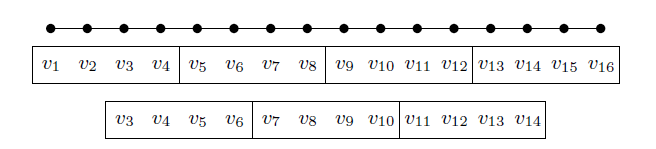 v₁ v₂ v₃ v₄ v₅ v₆ v₇ v₈ v₉ v₁₀ v₁₁ v₁₂ v₁₃ v₁₄ v₁₅ v₁₆
v₃ v₄ v₅ v₆ v₇ v₈ v₉ v₁₀ v₁₁ v₁₂ v₁₃ v₁₄